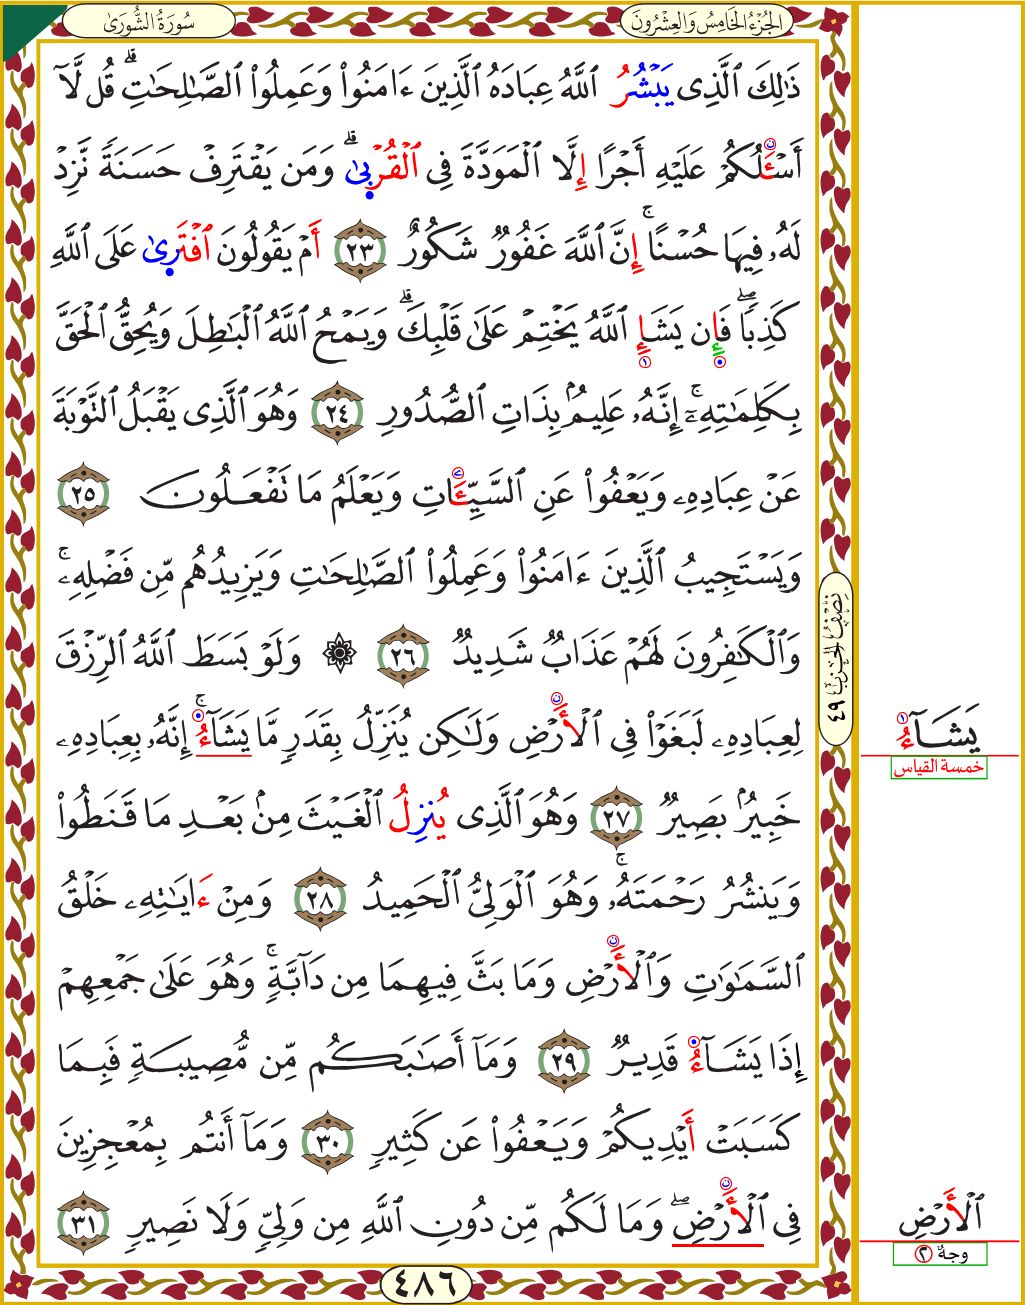 سُورَةُ الشُّورَىٰ
الجُزْءُ الخَامِسُ وَالعِشْرُونَ
ذَٰلِكَ ٱلَّذِى يَبْشُرُ ٱللَّهُ عِبَادَهُ ٱلَّذِينَ ءَامَنُوا۟ وَعَمِلُوا۟ ٱلصَّـٰلِحَـٰتِ ۗ قُل لَّآ
أَسْـَٔلُكُمْ عَلَيْهِ أَجْرًا إِلَّا ٱلْمَوَدَّةَ فِى ٱلْقُرْبَىٰ ۗ وَمَن يَقْتَرِفْ حَسَنَةً نَّزِدْ
لَهُۥ فِيهَا حُسْنًا ۚ إِنَّ ٱللَّهَ غَفُورٌ شَكُورٌ ٢٣ أَمْ يَقُولُونَ ٱفْتَرَىٰ عَلَى ٱللَّهِ
كَذِبًا ۖ فَإِن يَشَإِ ٱللَّهُ يَخْتِمْ عَلَىٰ قَلْبِكَ ۗ وَيَمْحُ ٱللَّهُ ٱلْبَـٰطِلَ وَيُحِقُّ ٱلْحَقَّ
بِكَلِمَـٰتِهِۦٓ ۚ إِنَّهُۥ عَلِيمٌۢ بِذَاتِ ٱلصُّدُورِ ٢٤ وَهُوَ ٱلَّذِى يَقْبَلُ ٱلتَّوْبَةَ
عَنْ عِبَادِهِۦ وَيَعْفُوا۟ عَنِ ٱلسَّيِّـَٔاتِ وَيَعْلَمُ مَا تَفْعَلُونَ ٢٥
وَيَسْتَجِيبُ ٱلَّذِينَ ءَامَنُوا۟ وَعَمِلُوا۟ ٱلصَّـٰلِحَـٰتِ وَيَزِيدُهُم مِّن فَضْلِهِۦ ۚ
وَٱلْكَـٰفِرُونَ لَهُمْ عَذَابٌ شَدِيدٌ ٢٦ ۞ وَلَوْ بَسَطَ ٱللَّهُ ٱلرِّزْقَ
لِعِبَادِهِۦ لَبَغَوْا۟ فِى ٱلْأَرْضِ وَلَـٰكِن يُنَزِّلُ بِقَدَرٍ مَّا يَشَآءُ ۚ إِنَّهُۥ بِعِبَادِهِۦ
خَبِيرٌۢ بَصِيرٌ ٢٧ وَهُوَ ٱلَّذِى يُنزِلُ ٱلْغَيْثَ مِنۢ بَعْدِ مَا قَنَطُوا۟
وَيَنشُرُ رَحْمَتَهُۥ ۚ وَهُوَ ٱلْوَلِىُّ ٱلْحَمِيدُ ٢٨ وَمِنْ ءَايَـٰتِهِۦ خَلْقُ
ٱلسَّمَـٰوَٰتِ وَٱلْأَرْضِ وَمَا بَثَّ فِيهِمَا مِن دَآبَّةٍ ۚ وَهُوَ عَلَىٰ جَمْعِهِمْ
إِذَا يَشَآءُ قَدِيرٌ ٢٩ وَمَآ أَصَـٰبَكُم مِّن مُّصِيبَةٍ فَبِمَا
كَسَبَتْ أَيْدِيكُمْ وَيَعْفُوا۟ عَن كَثِيرٍ ٣٠ وَمَآ أَنتُم بِمُعْجِزِينَ
فِى ٱلْأَرْضِ ۖ وَمَا لَكُم مِّن دُونِ ٱللَّهِ مِن وَلِىٍّ وَلَا نَصِيرٍ ٣١
نِصْفُ الحِزْبِ ٤٩
يَشَآءُ
خمسة القياس
ٱلْأَرْضِ
وجهٌ ٢
٤٨٦